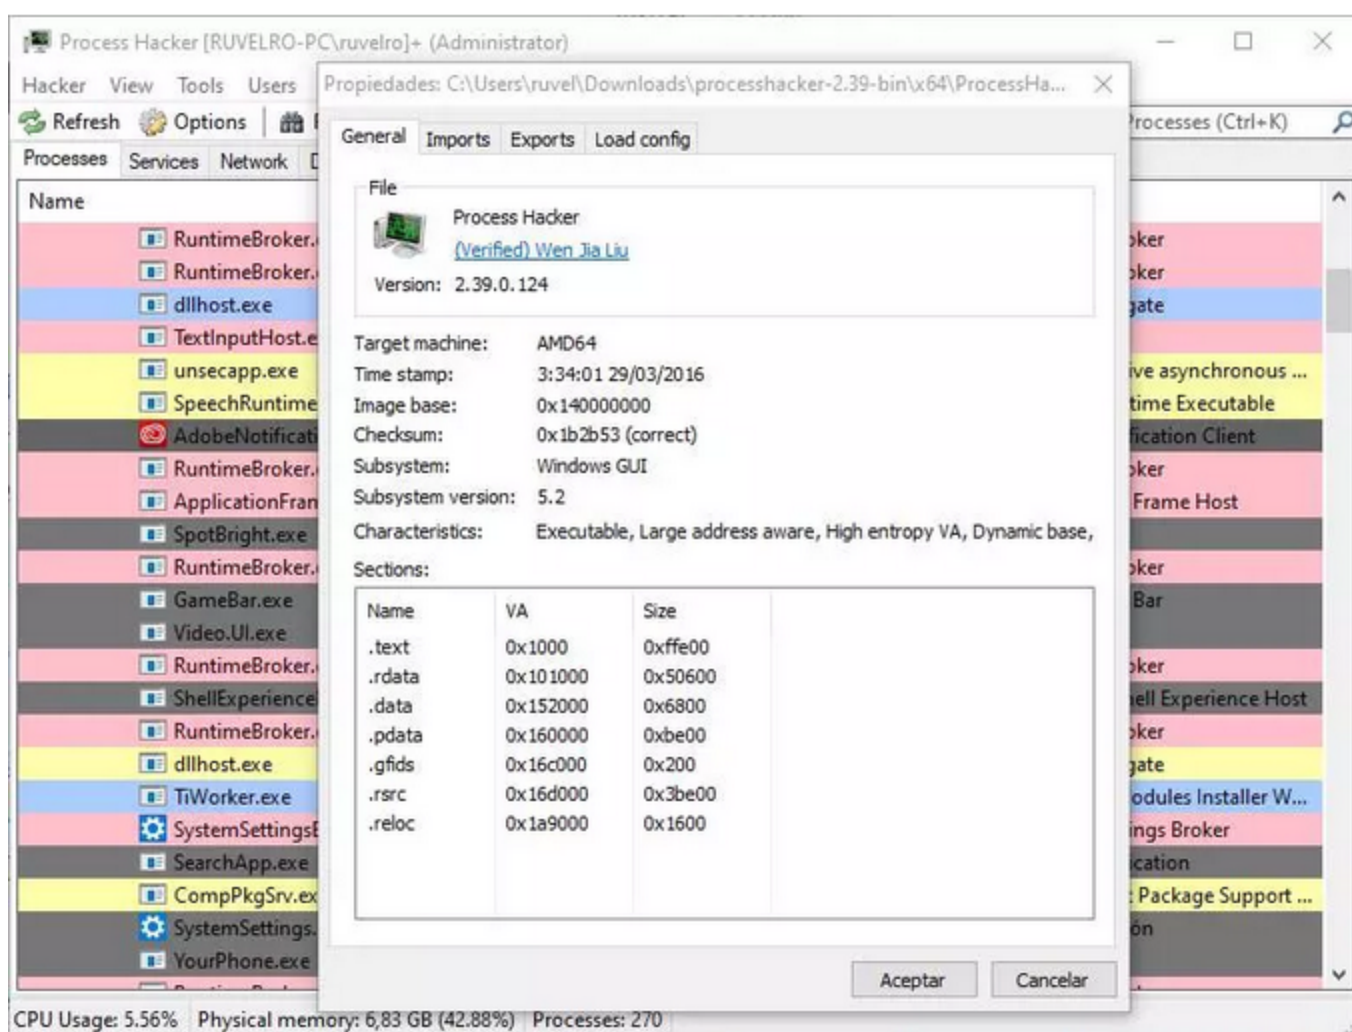 Process Hacker [RUVELRO-PC\ruvelro]+ (Administrator)
Hacker View Tools Users
Refresh Options
Processes (Ctrl+K)
Processes Services Network
Name
RuntimeBroker.
RuntimeBroker.
dllhost.exe
TextInputHost.e
unsecapp.exe
SpeechRuntime
AdobeNotificati
RuntimeBroker.
ApplicationFran
SpotBright.exe
RuntimeBroker.
GameBar.exe
Video.UI.exe
RuntimeBroker.
ShellExperience
RuntimeBroker.
dllhost.exe
TiWorker.exe
SystemSettingsB
SearchApp.exe
CompPkgSrv.ex
SystemSettings.
YourPhone.exe
Propiedades: C:\Users\ruvel\Downloads\processhacker-2.39-bin\x64\ProcessHa...
General Imports Exports Load config
File
Process Hacker
(Verified) Wen Jia Liu
Version: 2.39.0.124
Target machine: AMD64
Time stamp: 3:34:01 29/03/2016
Image base: 0x140000000
Checksum: 0x1b2b53 (correct)
Subsystem: Windows GUI
Subsystem version: 5.2
Characteristics: Executable, Large address aware, High entropy VA, Dynamic base,
Sections:
Name VA Size
.text 0x1000 0xffe00
.rdata 0x101000 0x50600
.data 0x152000 0x6800
.pdata 0x160000 0xbe00
.gfids 0x16c000 0x200
.rsrc 0x16d000 0x3be00
.reloc 0x1a9000 0x1600
Aceptar Cancelar
oker
oker
gate
ive asynchronous ...
time Executable
fication Client
oker
Frame Host
oker
Bar
oker
ell Experience Host
oker
gate
odules Installer W...
ings Broker
ication
Package Support ...
ón
CPU Usage: 5.56% Physical memory: 6,83 GB (42.88%) Processes: 270